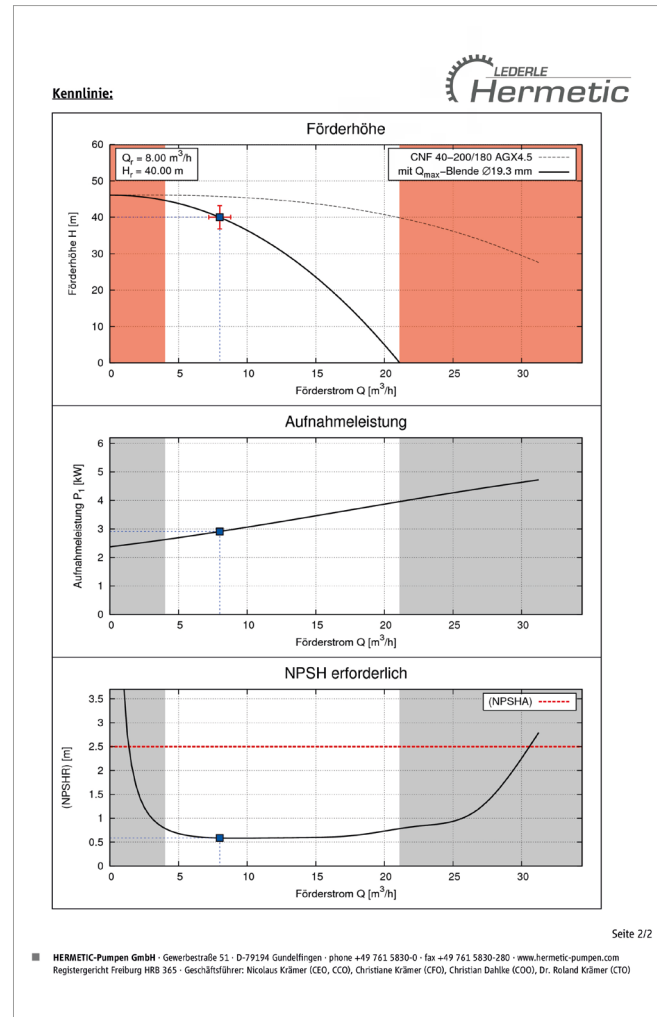 LEDERLE
Hermetic
Kennlinie:
Förderhöhe
Qr = 8.00 m³/h
Hr = 40.00 m
CNF 40-200/180 AGX4.5
mit Qmax-Blende Ø19.3 mm
60
50
40
30
20
10
0
Förderhöhe H [m]
0 5 10 15 20 25 30
Förderstrom Q [m³/h]
Aufnahmeleistung
6
5
4
3
2
1
0
Aufnahmeleistung P1 [kW]
0 5 10 15 20 25 30
Förderstrom Q [m³/h]
NPSH erforderlich
(NPSHA)
3.5
3
2.5
2
1.5
1
0.5
0
(NPSHR) [m]
0 5 10 15 20 25 30
Förderstrom Q [m³/h]
Seite 2/2
HERMETIC-Pumpen GmbH · Gewerbestraße 51 · D-79194 Gundelfingen · phone +49 761 5830-0 · fax +49 761 5830-280 · www.hermetic-pumpen.com
Registergericht Freiburg HRB 365 · Geschäftsführer: Nicolaus Krämer (CEO, CCO), Christiane Krämer (CFO), Christian Dahlke (COO), Dr. Roland Krämer (CTO)